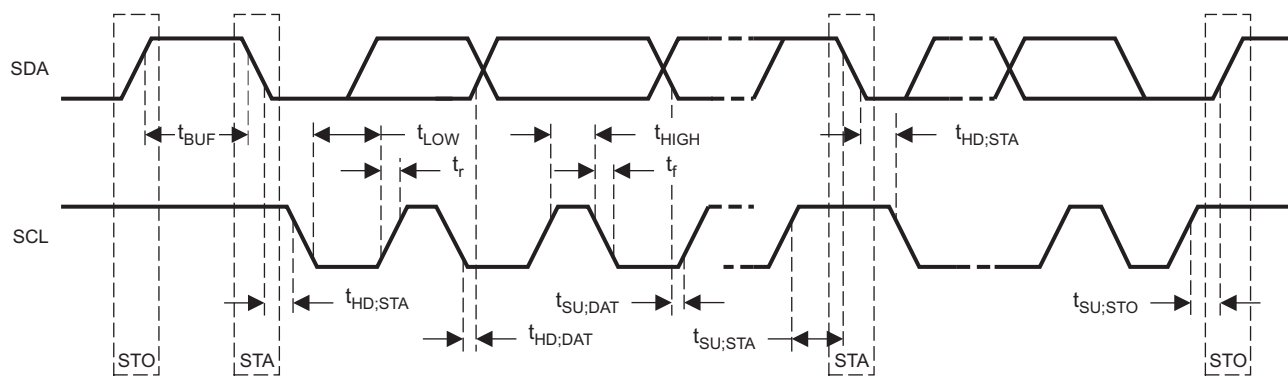 SDA
t_BUF
t_LOW
t_HIGH
t_HD;STA
t_r
t_f
SCL
t_HD;STA
t_SU;DAT
t_SU;STO
t_HD;DAT
t_SU;STA
STO
STA
STA
STO